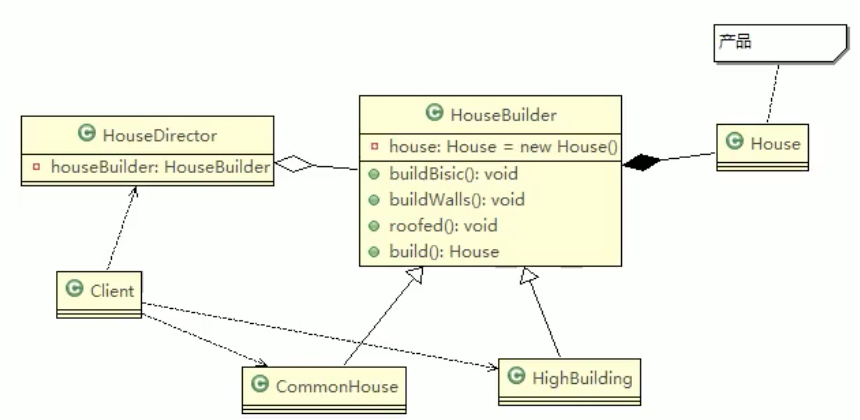 产品
HouseBuilder
house: House = new House()
buildBisic(): void
buildWalls(): void
roofed(): void
build(): House
HouseDirector
houseBuilder: HouseBuilder
House
Client
CommonHouse
HighBuilding